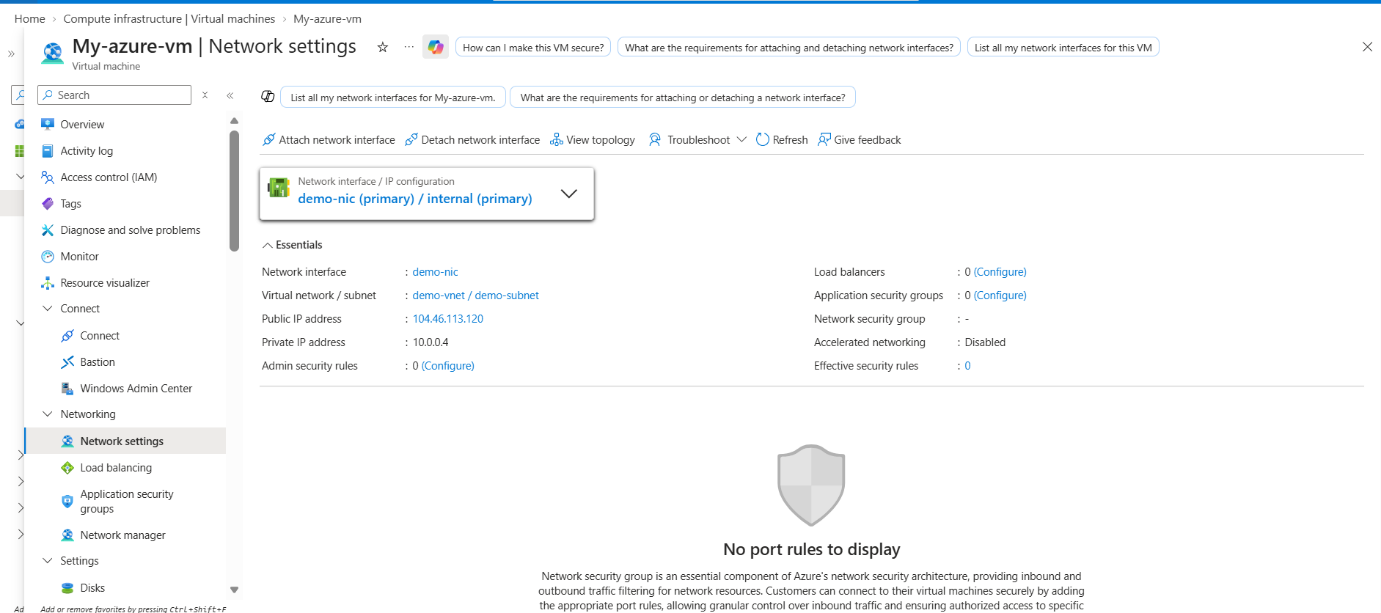 Home > Compute infrastructure | Virtual machines > My-azure-vm
My-azure-vm | Network settings
Virtual machine
How can I make this VM secure?
What are the requirements for attaching and detaching network interfaces?
List all my network interfaces for this VM
Search
List all my network interfaces for My-azure-vm.
What are the requirements for attaching or detaching a network interface?
Overview
Activity log
Access control (IAM)
Tags
Diagnose and solve problems
Monitor
Resource visualizer
Connect
Connect
Bastion
Windows Admin Center
Networking
Network settings
Load balancing
Application security
groups
Network manager
Settings
Disks
Ad
Add or remove favorites by pressing Ctrl+Shift+F
Attach network interface
Detach network interface
View topology
Troubleshoot
Refresh
Give feedback
Network interface / IP configuration
demo-nic (primary) / internal (primary)
Essentials
Network interface : demo-nic
Virtual network / subnet : demo-vnet / demo-subnet
Public IP address : 104.46.113.120
Private IP address : 10.0.0.4
Admin security rules : 0 (Configure)
Load balancers : 0 (Configure)
Application security groups : 0 (Configure)
Network security group : -
Accelerated networking : Disabled
Effective security rules : 0
No port rules to display
Network security group is an essential component of Azure's network security architecture, providing inbound and
outbound traffic filtering for network resources. Customers can connect to their virtual machines securely by adding
the appropriate port rules, allowing granular control over inbound traffic and ensuring authorized access to specific